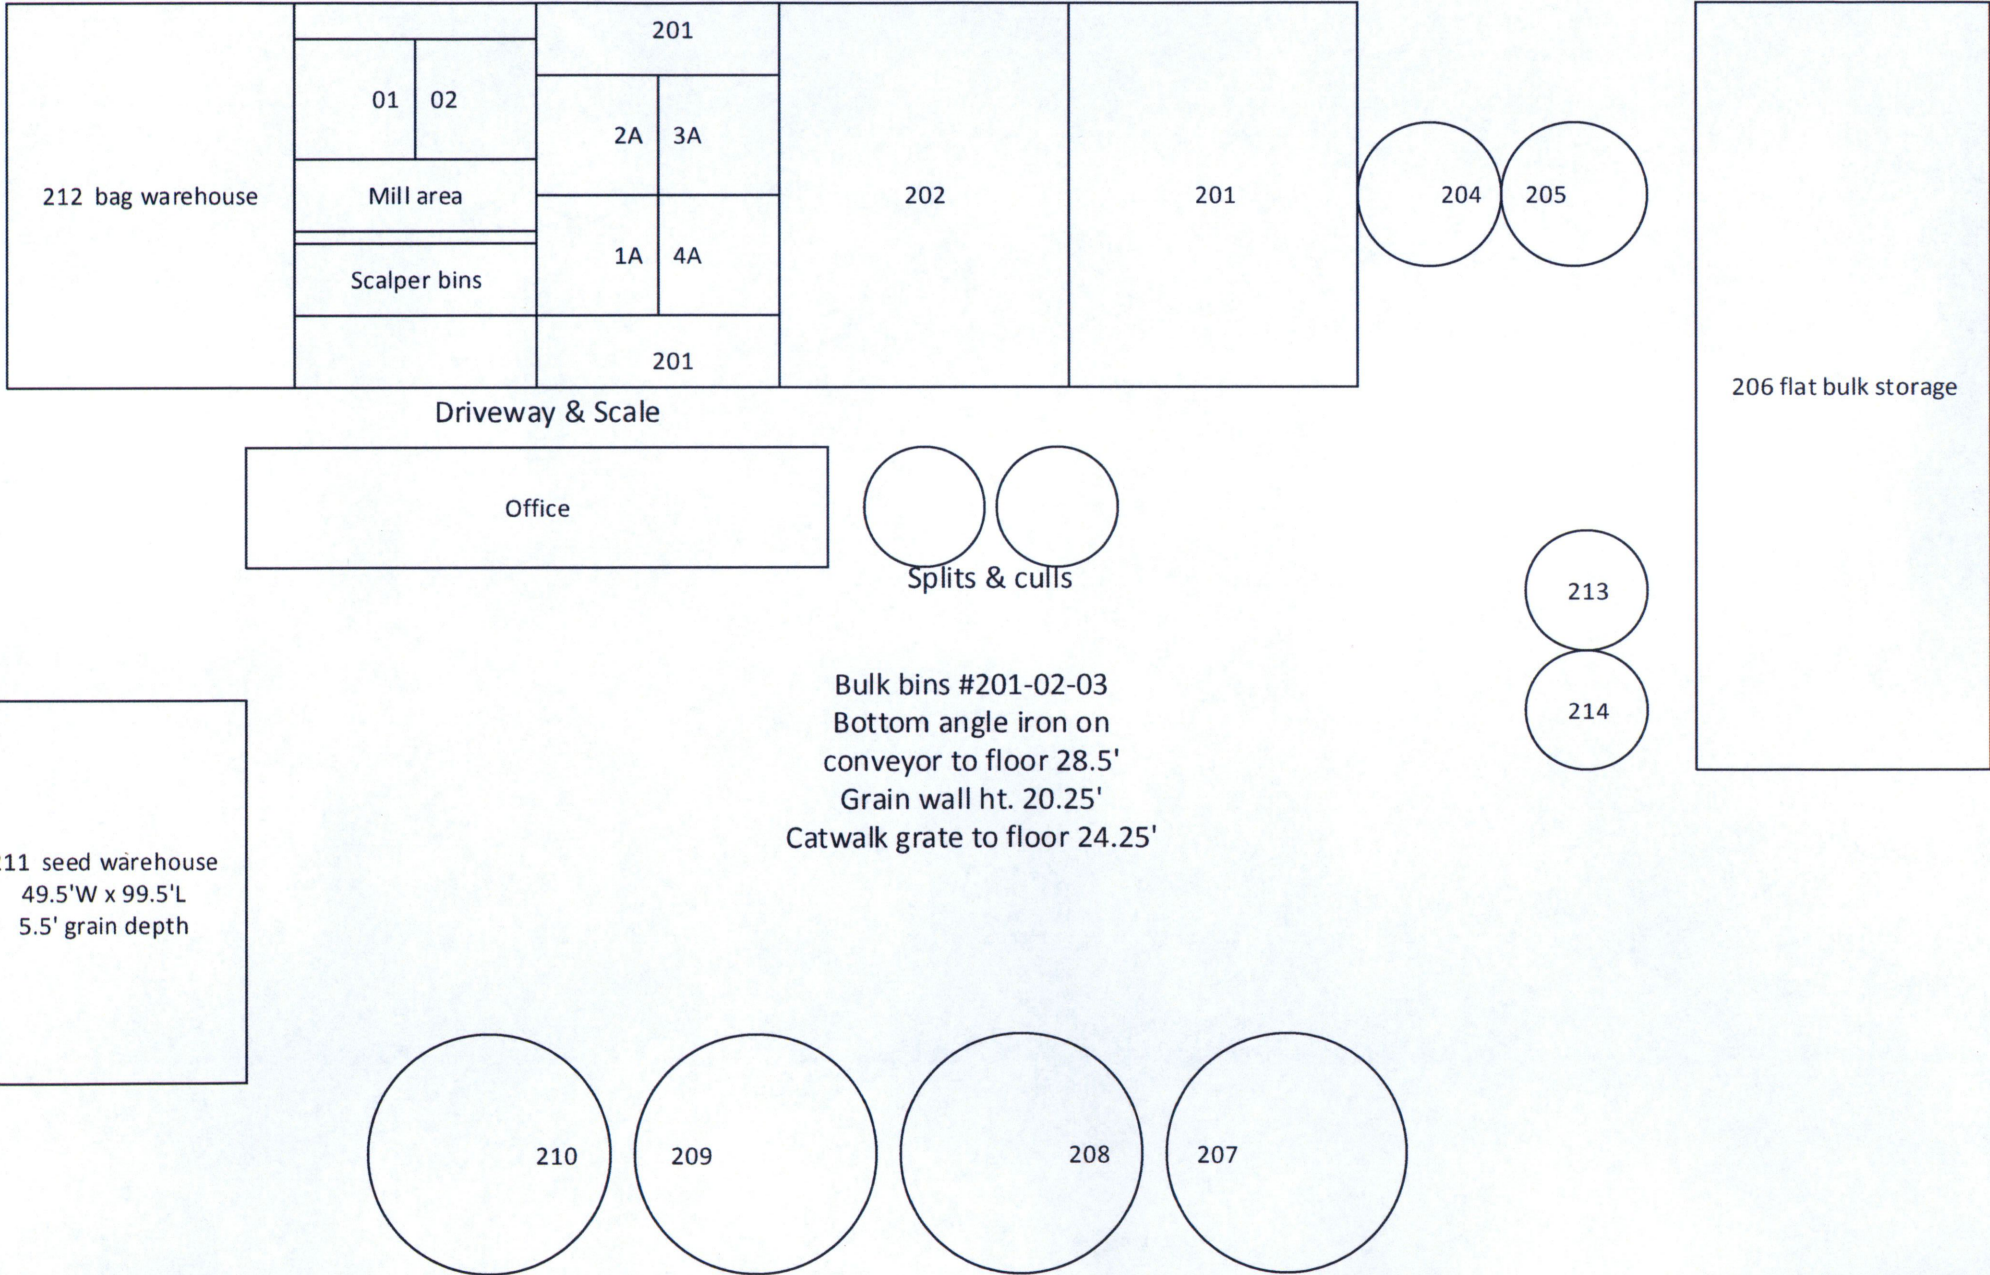 201
01 02
2A 3A
212 bag warehouse
Mill area
202
201
204
205
1A 4A
Scalper bins
201
206 flat bulk storage
Driveway & Scale
Office
Splits & culls
213
214
Bulk bins #201-02-03
Bottom angle iron on
conveyor to floor 28.5'
Grain wall ht. 20.25'
Catwalk grate to floor 24.25'
11 seed warehouse
49.5'W x 99.5'L
5.5' grain depth
210
209
208
207